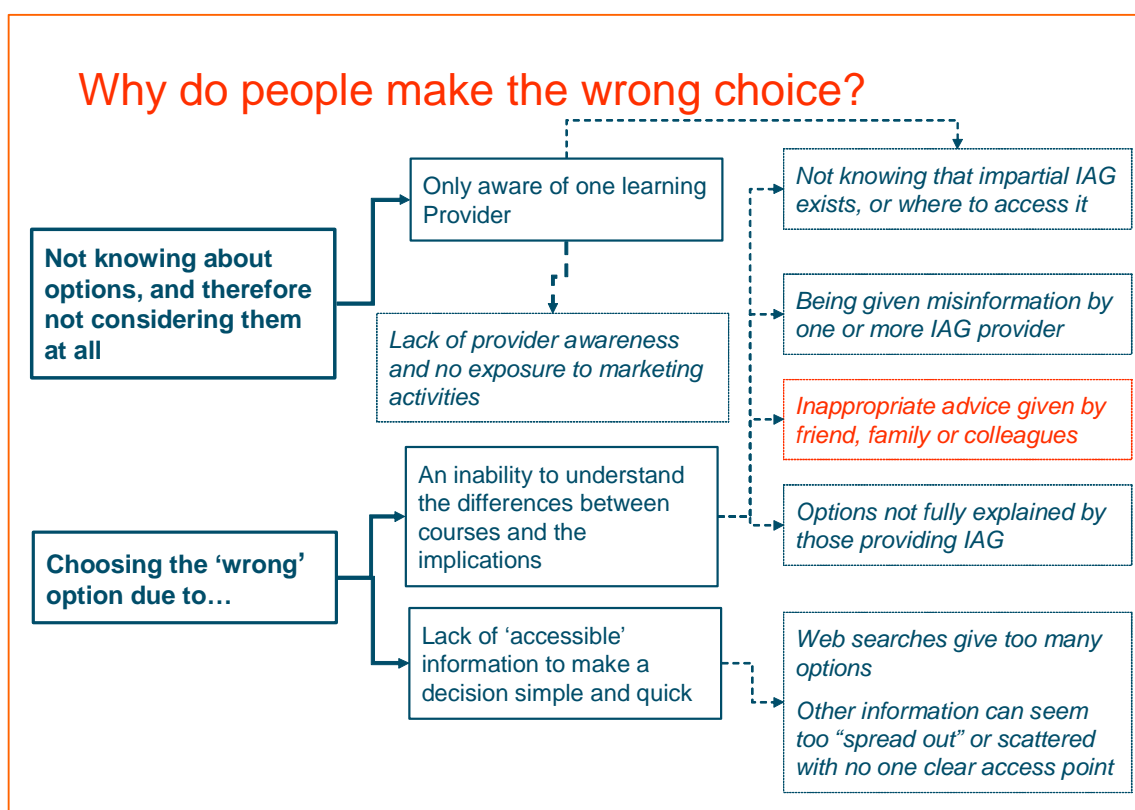 Why do people make the wrong choice?
Only aware of one learning
Provider
Not knowing that impartial IAG
exists, or where to access it
Not knowing about
options, and therefore
not considering them
at all
Being given misinformation by
one or more IAG provider
Lack of provider awareness
and no exposure to marketing
activities
Inappropriate advice given by
friend, family or colleagues
An inability to understand
the differences between
courses and the
implications
Options not fully explained by
those providing IAG
Choosing the ‘wrong’
option due to…
Lack of ‘accessible’
information to make a
decision simple and quick
Web searches give too many
options
Other information can seem
too “spread out” or scattered
with no one clear access point